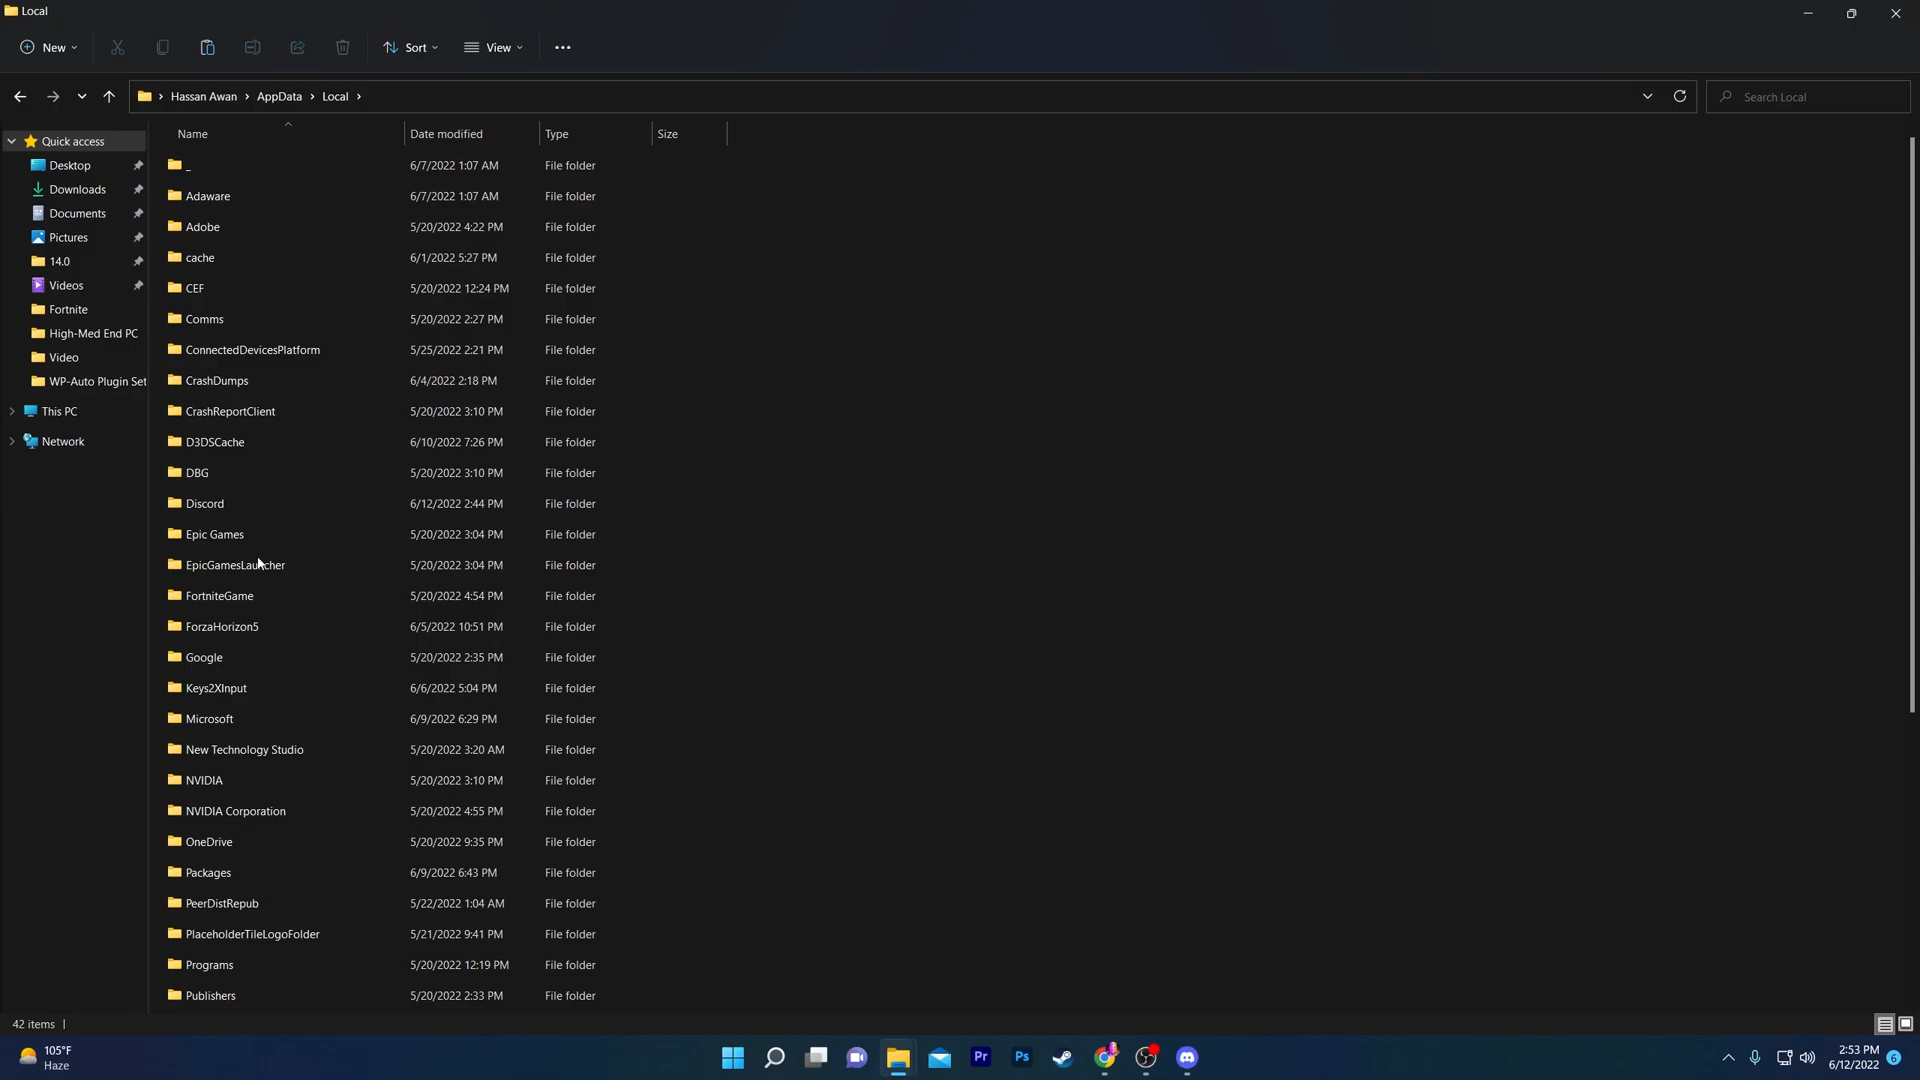 Local
New
Sort
View
Hassan Awan > AppData > Local >
Search Local
Name
Date modified
Type
Size
Quick access
Desktop
Downloads
Documents
Pictures
14.0
Videos
Fortnite
High-Med End PC
Video
WP-Auto Plugin Set
This PC
Network
_ 6/7/2022 1:07 AM File folder
Adaware 6/7/2022 1:07 AM File folder
Adobe 5/20/2022 4:22 PM File folder
cache 6/1/2022 5:27 PM File folder
CEF 5/20/2022 12:24 PM File folder
Comms 5/20/2022 2:27 PM File folder
ConnectedDevicesPlatform 5/25/2022 2:21 PM File folder
CrashDumps 6/4/2022 2:18 PM File folder
CrashReportClient 5/20/2022 3:10 PM File folder
D3DSCache 6/10/2022 7:26 PM File folder
DBG 5/20/2022 3:10 PM File folder
Discord 6/12/2022 2:44 PM File folder
Epic Games 5/20/2022 3:04 PM File folder
EpicGamesLauncher 5/20/2022 3:04 PM File folder
FortniteGame 5/20/2022 4:54 PM File folder
ForzaHorizon5 6/5/2022 10:51 PM File folder
Google 5/20/2022 2:35 PM File folder
Keys2XInput 6/6/2022 5:04 PM File folder
Microsoft 6/9/2022 6:29 PM File folder
New Technology Studio 5/20/2022 3:20 AM File folder
NVIDIA 5/20/2022 3:10 PM File folder
NVIDIA Corporation 5/20/2022 4:55 PM File folder
OneDrive 5/20/2022 9:35 PM File folder
Packages 6/9/2022 6:43 PM File folder
PeerDistRepub 5/22/2022 1:04 AM File folder
PlaceholderTileLogoFolder 5/21/2022 9:41 PM File folder
Programs 5/20/2022 12:19 PM File folder
Publishers 5/20/2022 2:33 PM File folder
42 items
105°F
Haze
Pr
Ps
2:53 PM
6/12/2022
6